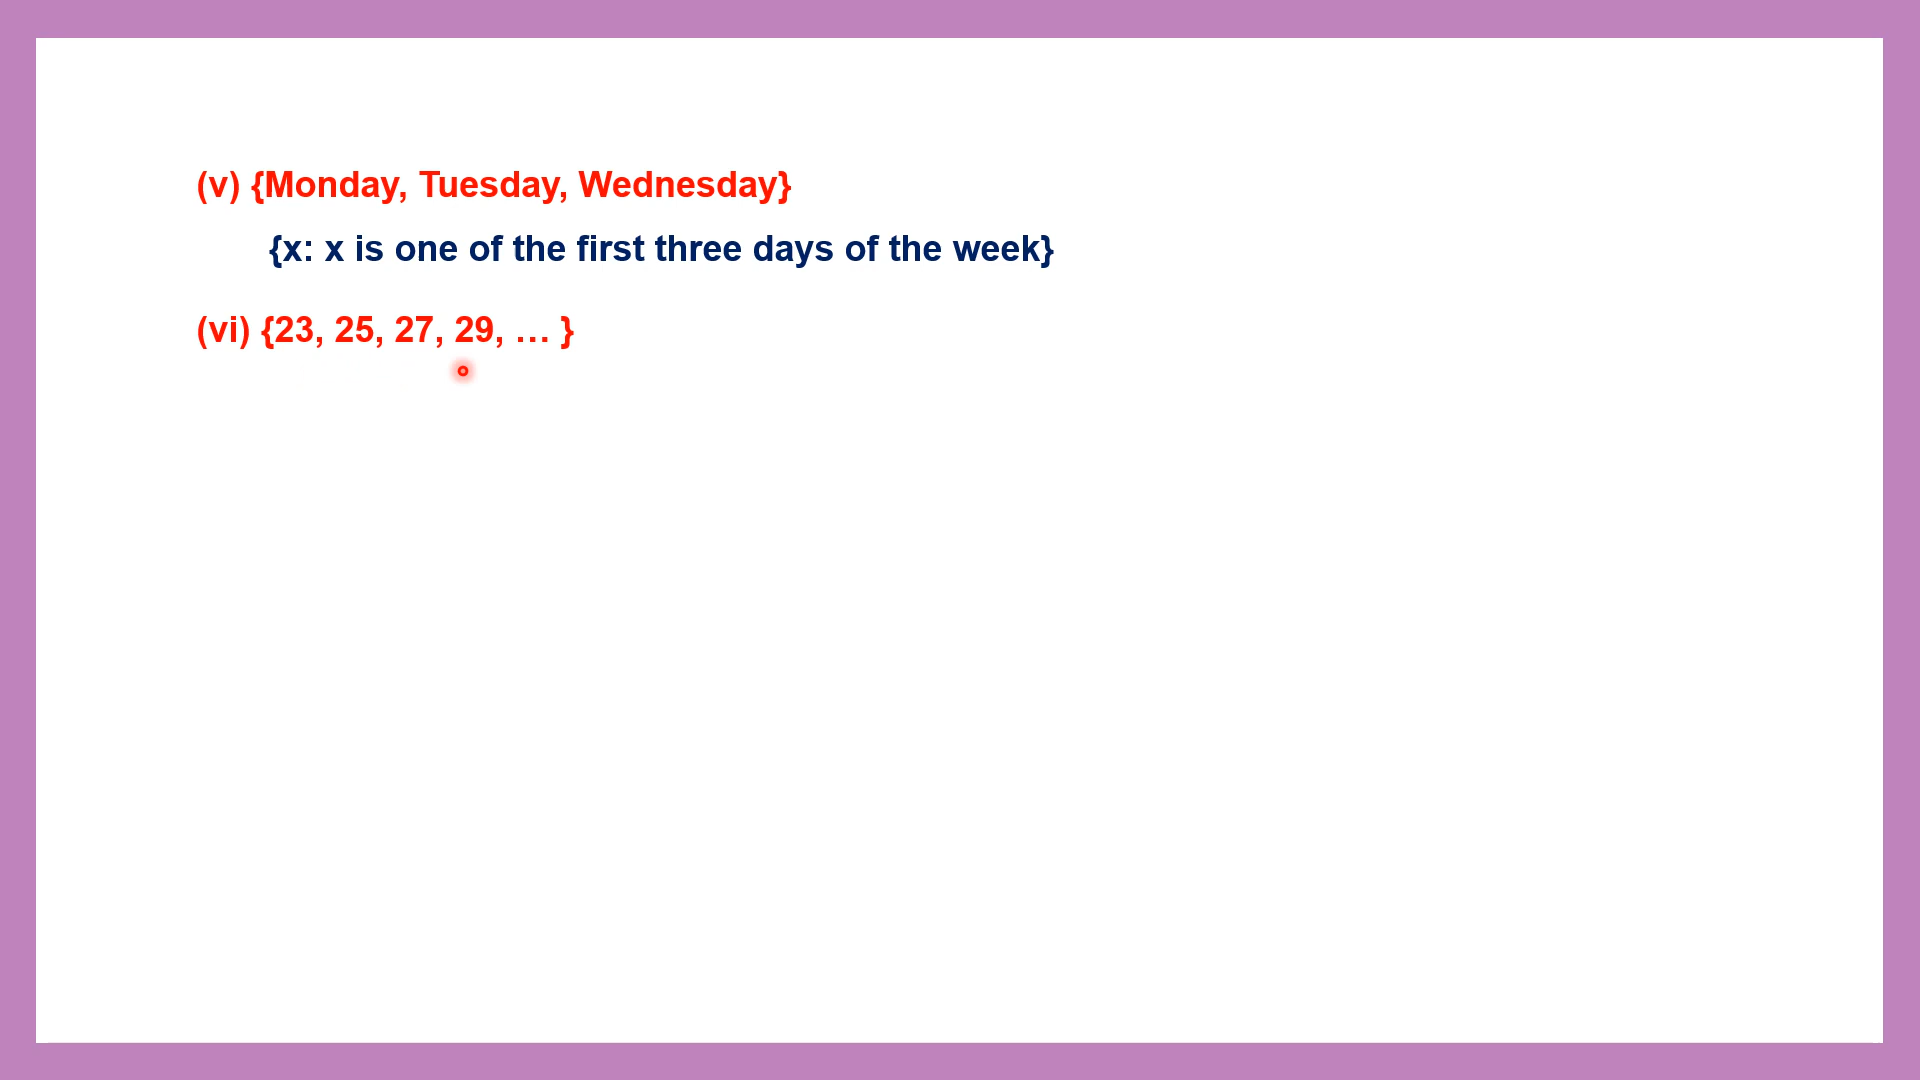 (v) {Monday, Tuesday, Wednesday}
{x: x is one of the first three days of the week}
(vi) {23, 25, 27, 29, … }